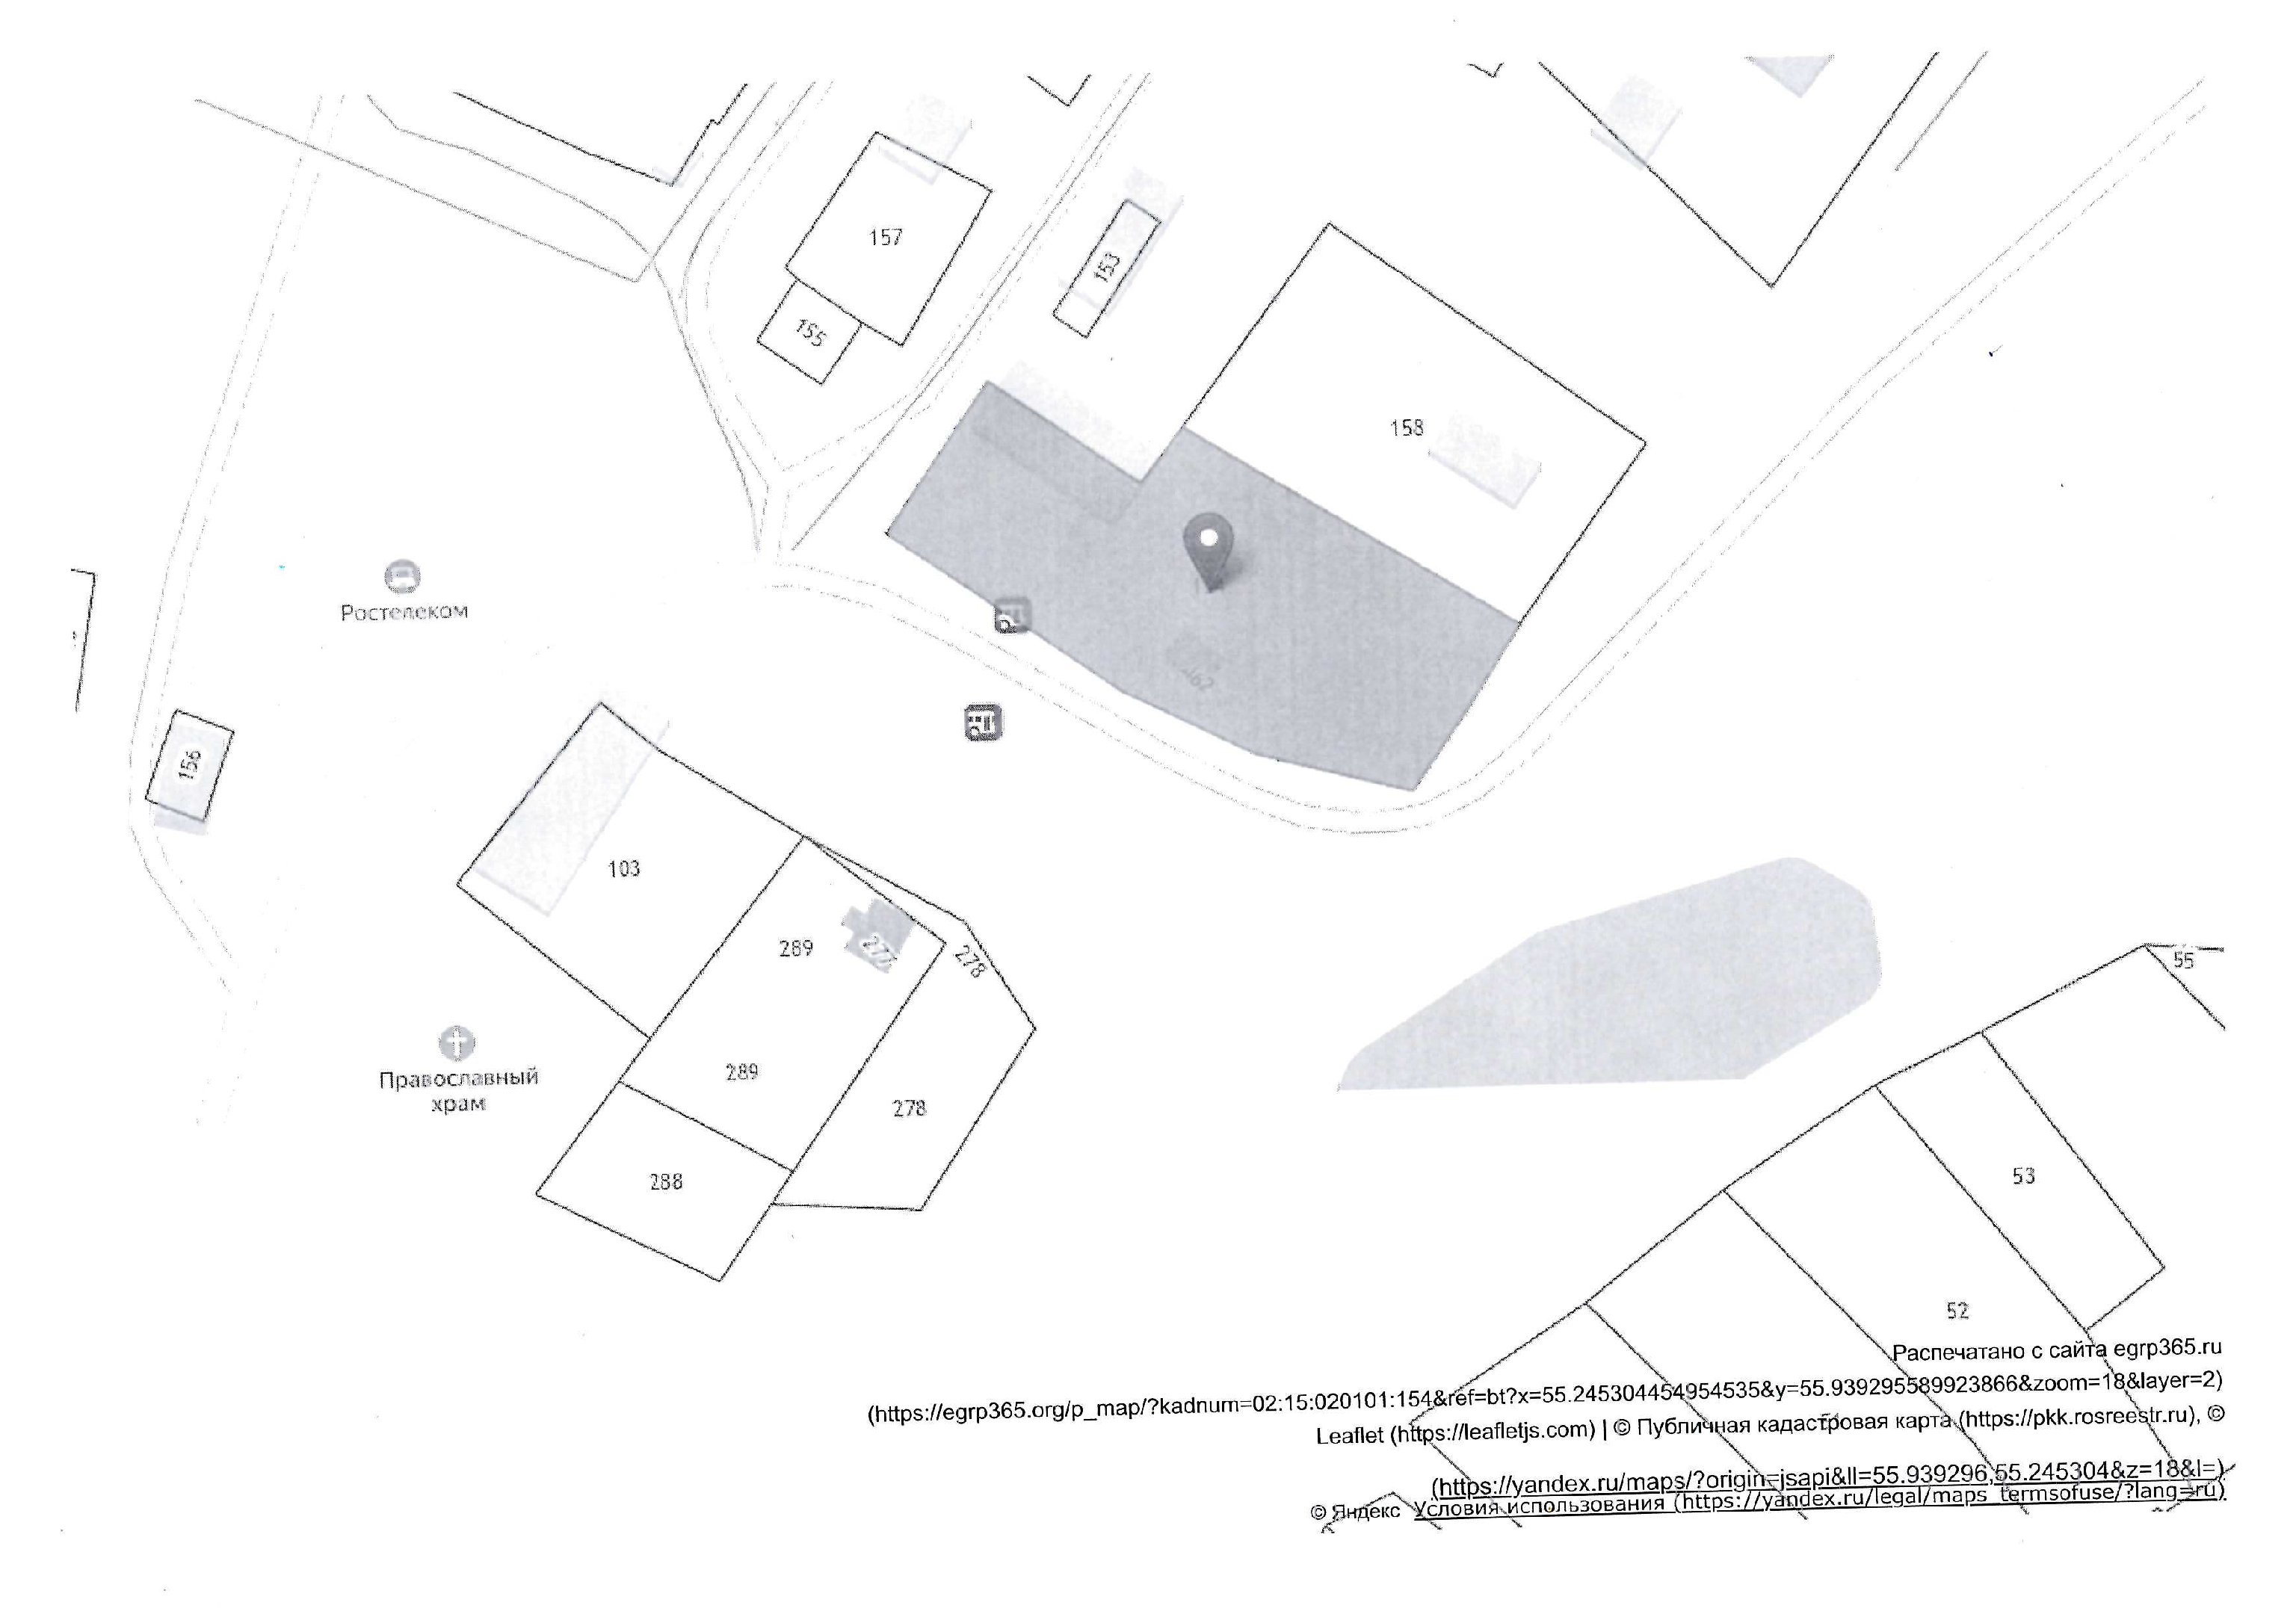 157
153
155
158
Ростелеком
162
156
103
289
277
278
55
Православный
храм
289
278
288
53
52
Распечатано с сайта egrp365.ru
(https://egrp365.org/p_map/?kadnum=02:15:020101:154&ref=bt?x=55.245304454954535&y=55.939295589923866&zoom=18&layer=2)
Leaflet (https://leafletjs.com) | © Публичная кадастровая карта (https://pkk.rosreestr.ru), ©
(https://yandex.ru/maps/?origin=jsapi&ll=55.939296,55.245304&z=18&l=)
© Яндекс Условия использования (https://yandex.ru/legal/maps_termsofuse/?lang=ru)